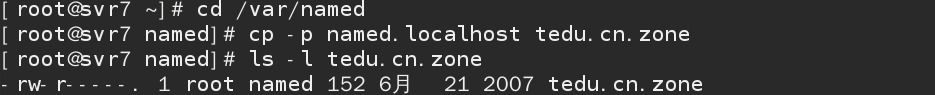 [root@svr7 ~]# cd /var/named
[root@svr7 named]# cp -p named.localhost tedu.cn.zone
[root@svr7 named]# ls -l tedu.cn.zone
-rw-r-----. 1 root named 152 6月  21 2007 tedu.cn.zone